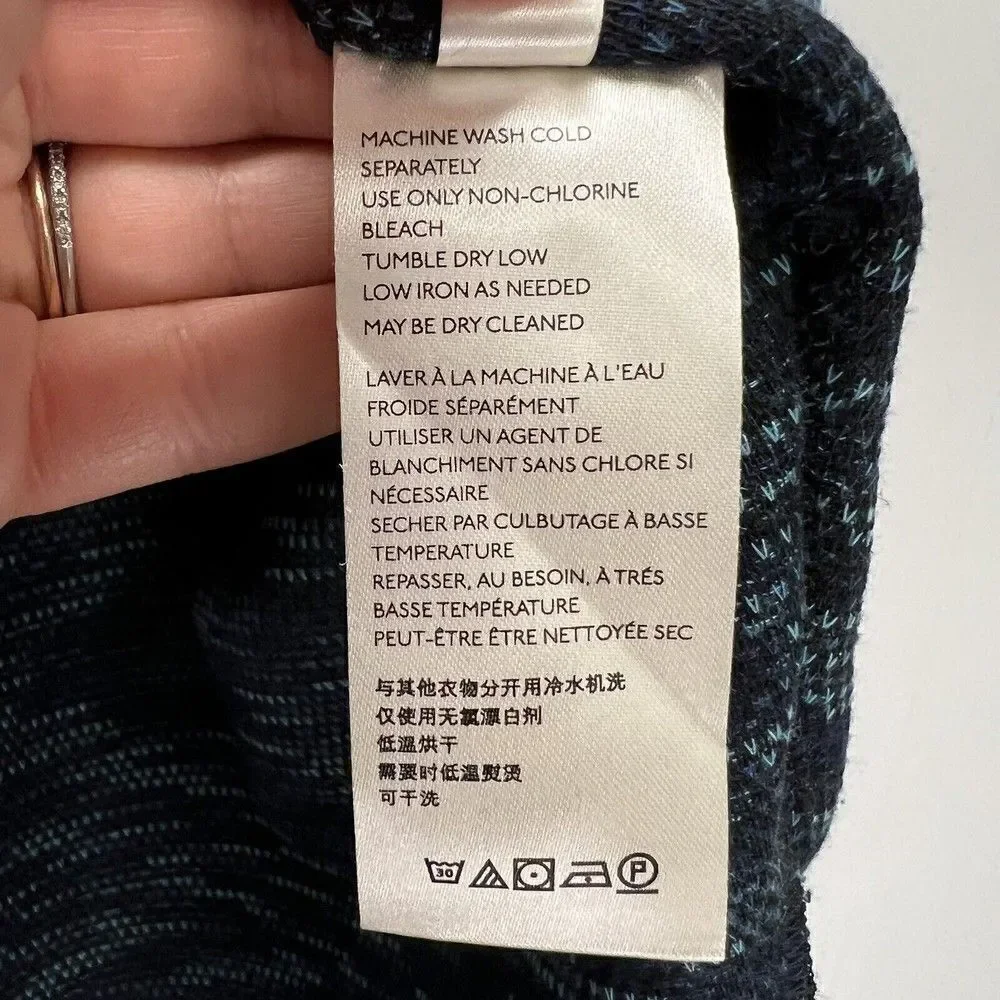 MACHINE WASH COLD
SEPARATELY
USE ONLY NON-CHLORINE
BLEACH
TUMBLE DRY LOW
LOW IRON AS NEEDED
MAY BE DRY CLEANED
LAVER À LA MACHINE À L'EAU
FROIDE SÉPARÉMENT
UTILISER UN AGENT DE
BLANCHIMENT SANS CHLORE SI
NÉCESSAIRE
SECHER PAR CULBUTAGE À BASSE
TEMPERATURE
REPASSER, AU BESOIN, À TRÉS
BASSE TEMPÉRATURE
PEUT-ÊTRE ÊTRE NETTOYÉE SEC
与其他衣物分开用冷水机洗
仅使用无氯漂白剂
低温烘干
需要时低温熨烫
可干洗
30 P